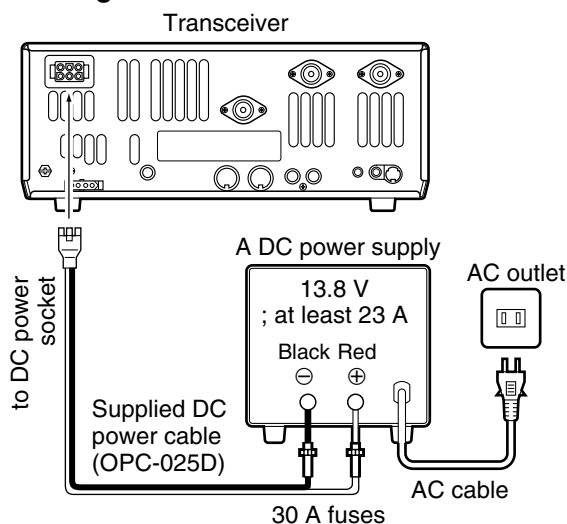 Transceiver
A DC power supply
13.8 V
; at least 23 A
Black Red
⊖ ⊕
AC outlet
to DC power
socket
Supplied DC
power cable
(OPC-025D)
AC cable
30 A fuses